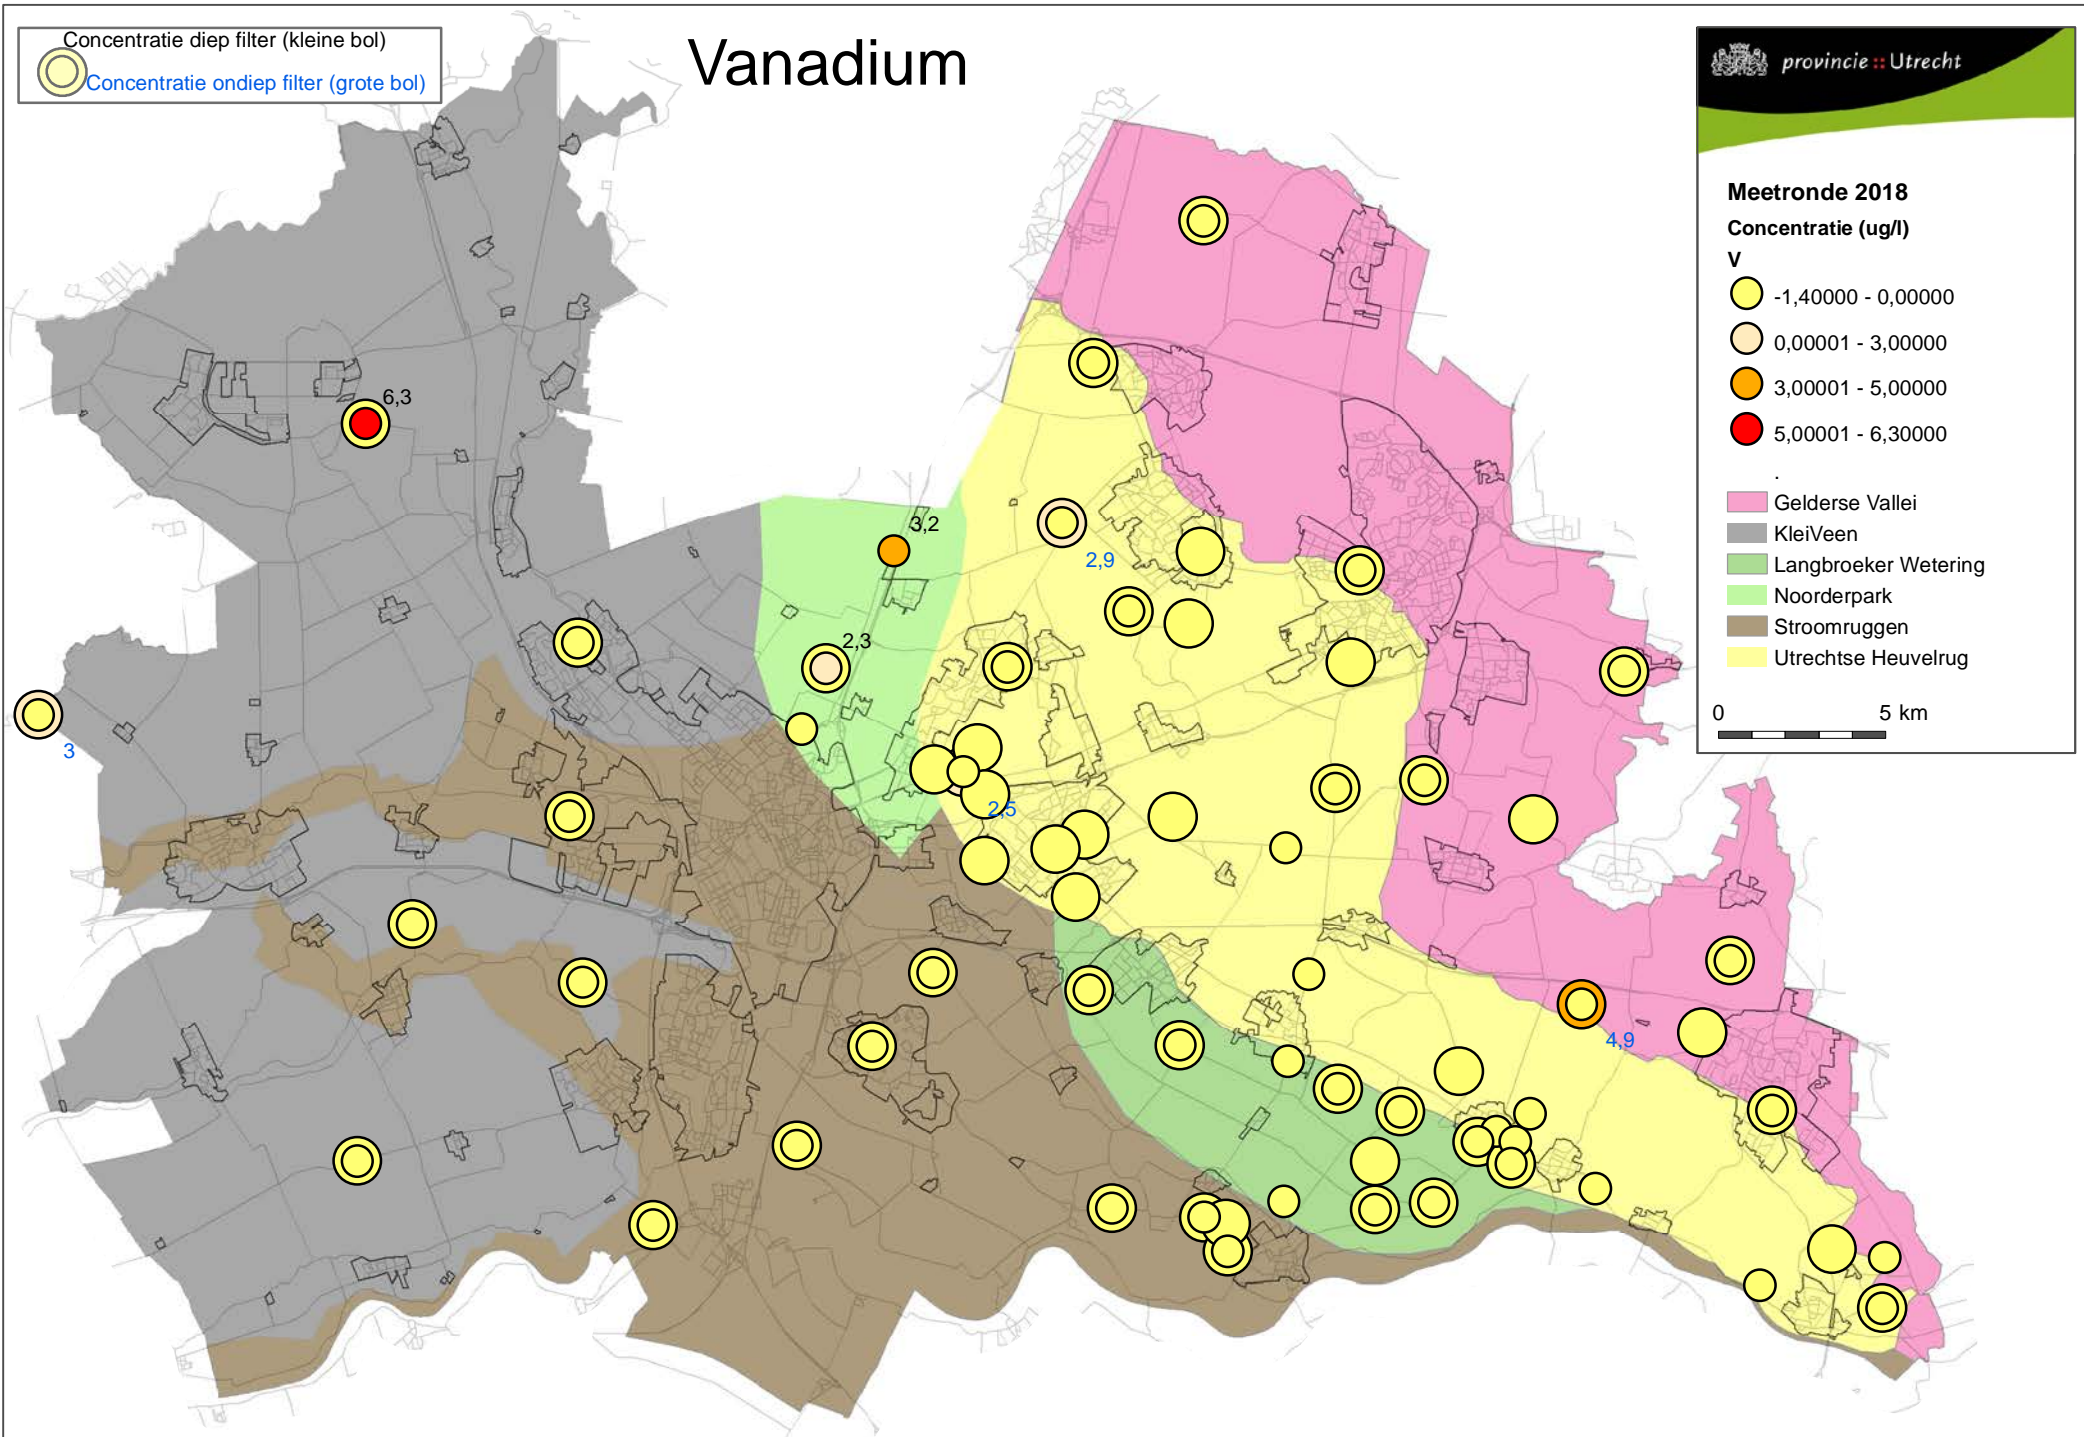 Concentratie diep filter (kleine bol)
Concentratie ondiep filter (grote bol)
Vanadium
provincie :: Utrecht
Meetronde 2018
Concentratie (ug/l)
V
-1,40000 - 0,00000
0,00001 - 3,00000
3,00001 - 5,00000
5,00001 - 6,30000
.
Gelderse Vallei
KleiVeen
Langbroeker Wetering
Noorderpark
Stroomruggen
Utrechtse Heuvelrug
0 5 km
6,3
3,2
2,9
2,3
3
2,5
4,9